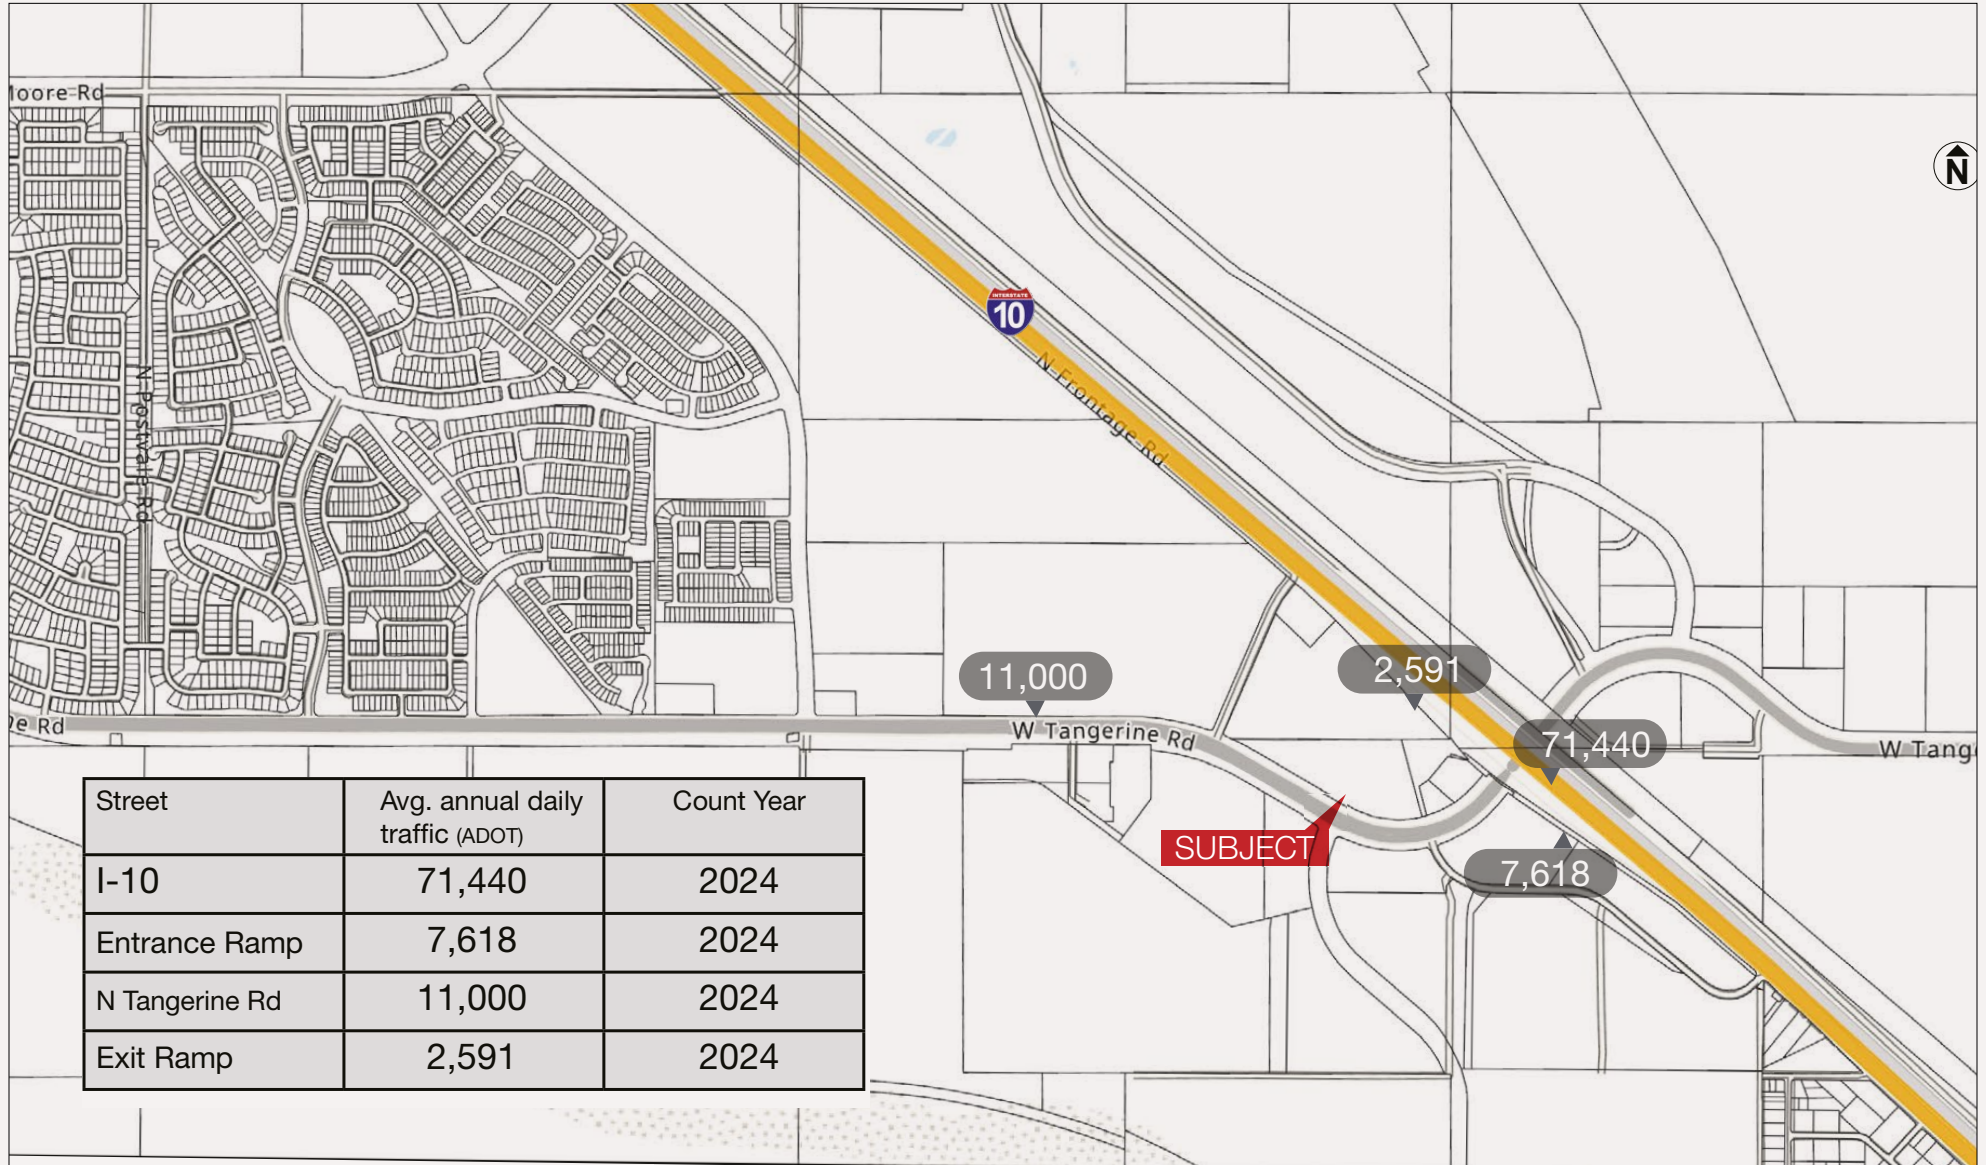 Moore Rd
N
INTERSTATE
10
N Frontage Rd
N Postvale Rd
11,000
2,591
W Tangerine Rd
71,440
W Tang
SUBJECT
7,618
Street Avg. annual daily traffic (ADOT) Count Year
I-10 71,440 2024
Entrance Ramp 7,618 2024
N Tangerine Rd 11,000 2024
Exit Ramp 2,591 2024